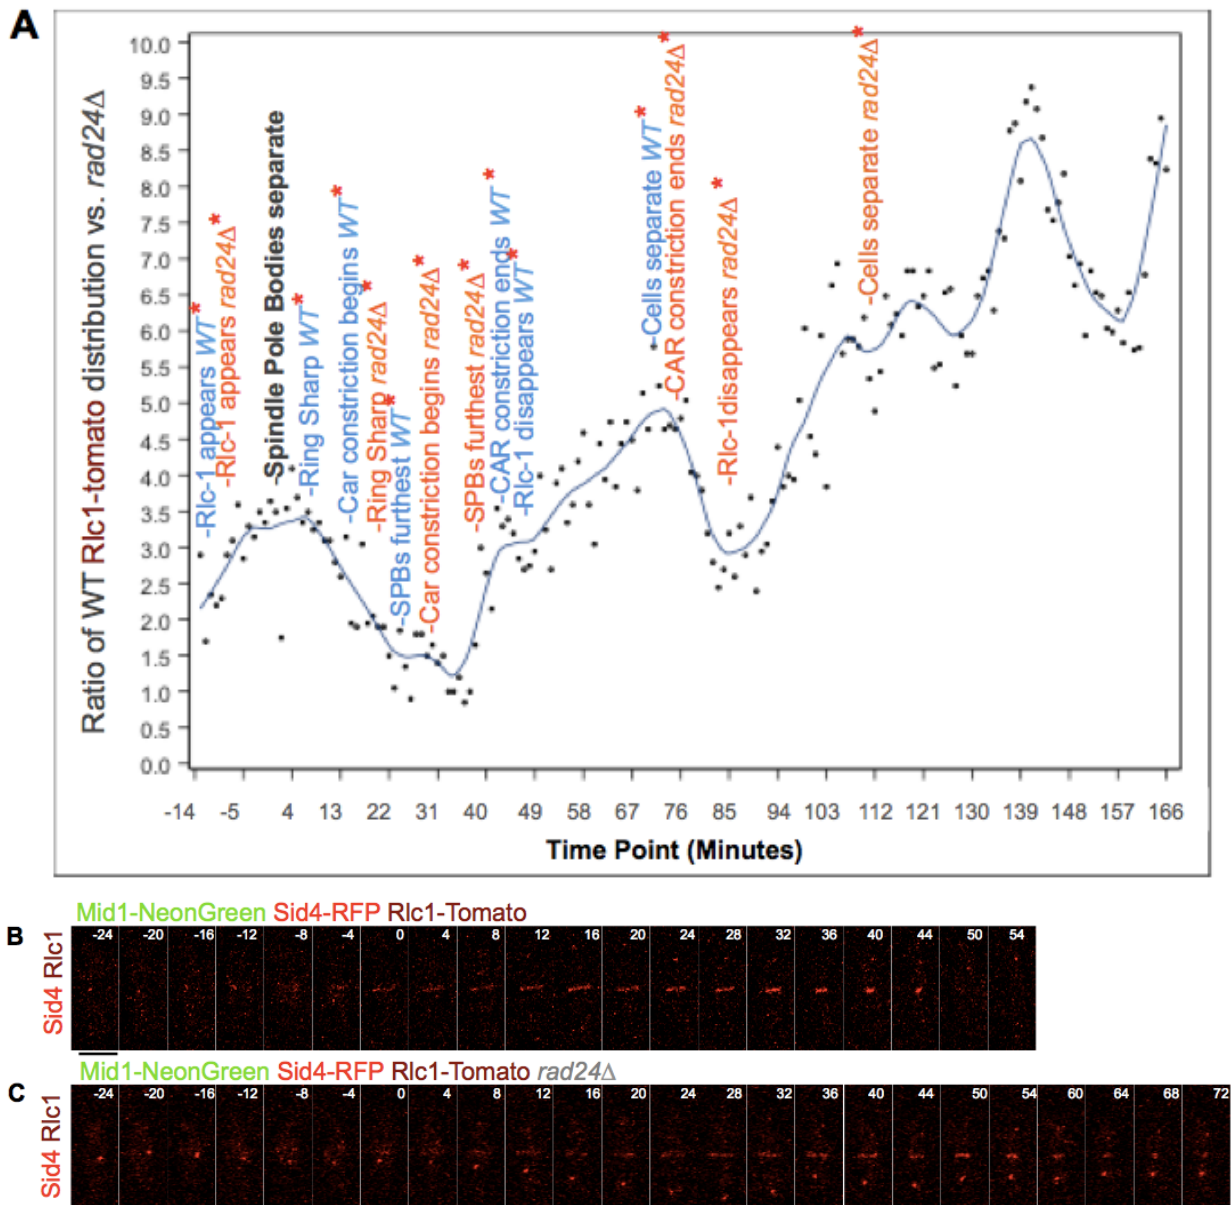 A
Ratio of WT Rlc1-tomato distribution vs. rad24Δ
10.0
9.5
9.0
8.5
8.0
7.5
7.0
6.5
6.0
5.5
5.0
4.5
4.0
3.5
3.0
2.5
2.0
1.5
1.0
0.5
0.0
-Rlc-1 appears WT*
-Rlc-1 appears rad24Δ*
-Spindle Pole Bodies separate
-Ring Sharp WT*
-Car constriction begins WT*
-Ring Sharp rad24Δ*
-SPBs furthest WT*
-Car constriction begins rad24Δ*
-SPBs furthest rad24Δ*
-CAR constriction ends WT*
-Rlc-1 disappears WT*
-Cells separate WT*
-CAR constriction ends rad24Δ*
-Rlc-1disappears rad24Δ*
-Cells separate rad24Δ*
-14 -5 4 13 22 31 40 49 58 67 76 85 94 103 112 121 130 139 148 157 166
Time Point (Minutes)
B
Mid1-NeonGreen Sid4-RFP Rlc1-Tomato
Sid4 Rlc1
-24 -20 -16 -12 -8 -4 0 4 8 12 16 20 24 28 32 36 40 44 50 54
C
Mid1-NeonGreen Sid4-RFP Rlc1-Tomato rad24Δ
Sid4 Rlc1
-24 -20 -16 -12 -8 -4 0 4 8 12 16 20 24 28 32 36 40 44 50 54 60 64 68 72